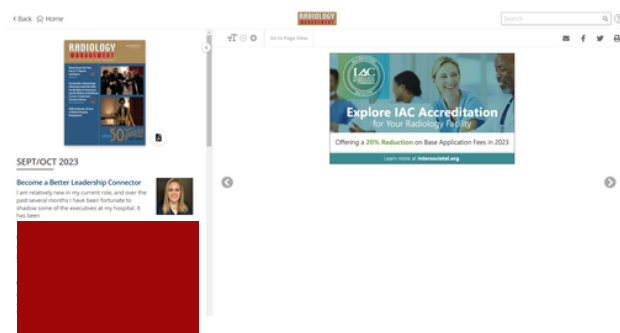 Back
Home
RADIOLOGY
MANAGEMENT
Search
Go to Page View
RADIOLOGY
MANAGEMENT
50
SEPT/OCT 2023
Become a Better Leadership Connector
I am relatively new in my current role, and over the
past several months I have been fortunate to
shadow some of the executives at my hospital. It
has been
IAC
Explore IAC Accreditation
for Your Radiology Facility
Offering a 20% Reduction on Base Application Fees in 2023
Learn more at intersocietal.org